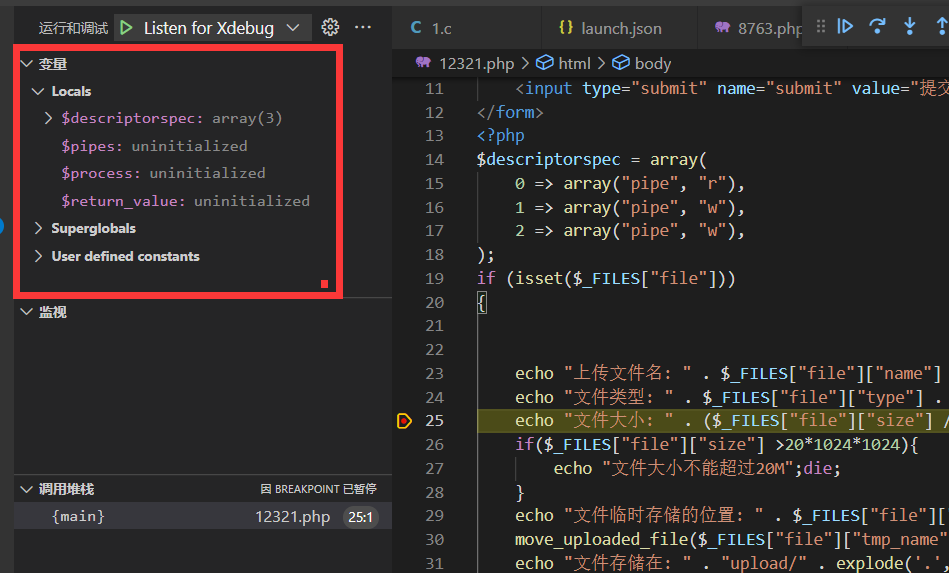 运行和调试 Listen for Xdebug
变量
Locals
$descriptorspec: array(3)
$pipes: uninitialized
$process: uninitialized
$return_value: uninitialized
Superglobals
User defined constants
监视
调用堆栈 因 BREAKPOINT 已暂停
{main} 12321.php 25:1
C 1.c {} launch.json 8763.php
12321.php > html > body
11 <input type="submit" name="submit" value="提交
12 </form>
13 <?php
14 $descriptorspec = array(
15 0 => array("pipe", "r"),
16 1 => array("pipe", "w"),
17 2 => array("pipe", "w"),
18 );
19 if (isset($_FILES["file"]))
20 {
21
22
23 echo "上传文件名: " . $_FILES["file"]["name"]
24 echo "文件类型: " . $_FILES["file"]["type"] .
25 echo "文件大小: " . ($_FILES["file"]["size"] /
26 if($_FILES["file"]["size"] >20*1024*1024){
27 echo "文件大小不能超过20M";die;
28 }
29 echo "文件临时存储的位置: " . $_FILES["file"]["
30 move_uploaded_file($_FILES["file"]["tmp_name"
31 echo "文件存储在: " . "upload/" . explode('.',